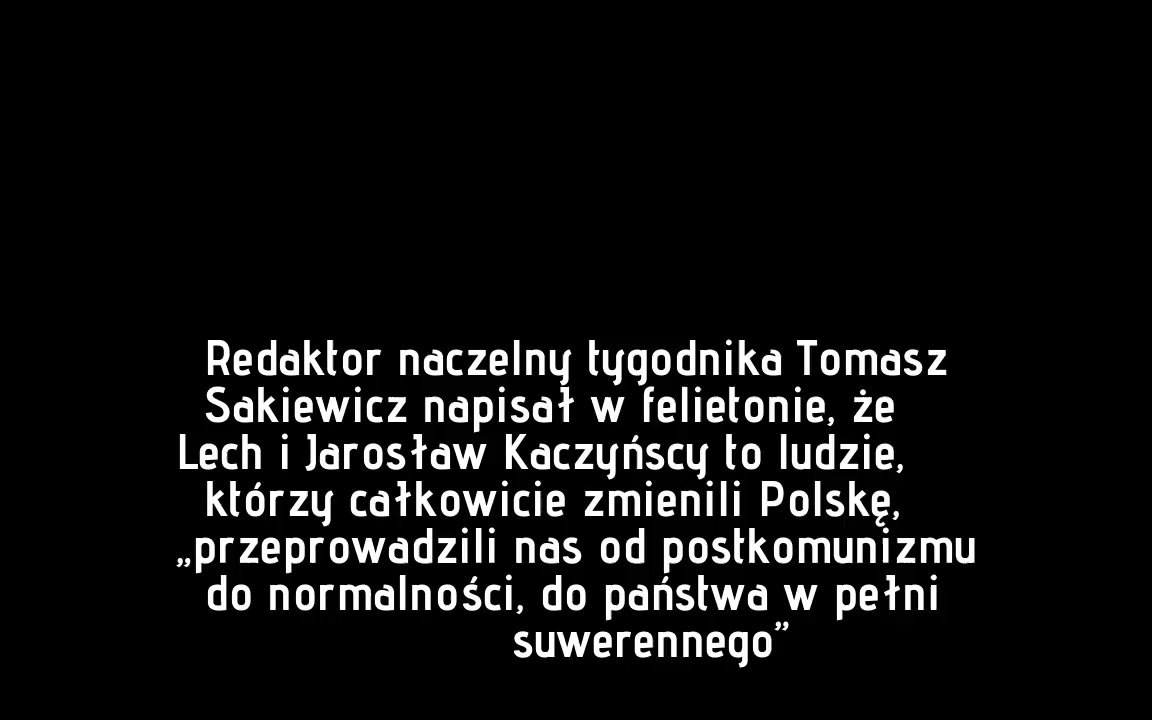 Redaktor naczelny tygodnika Tomasz
Sakiewicz napisał w felietonie, że
Lech i Jarosław Kaczyńscy to ludzie,
którzy całkowicie zmienili Polskę,
„przeprowadzili nas od postkomunizmu
do normalności, do państwa w pełni
suwerennego”